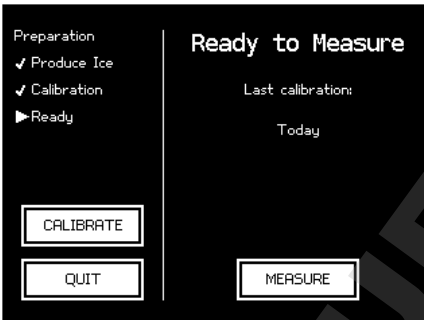 Preparation
✓ Produce Ice
✓ Calibration
▶Ready
CALIBRATE
QUIT
Ready to Measure
Last calibration:
Today
MEASURE